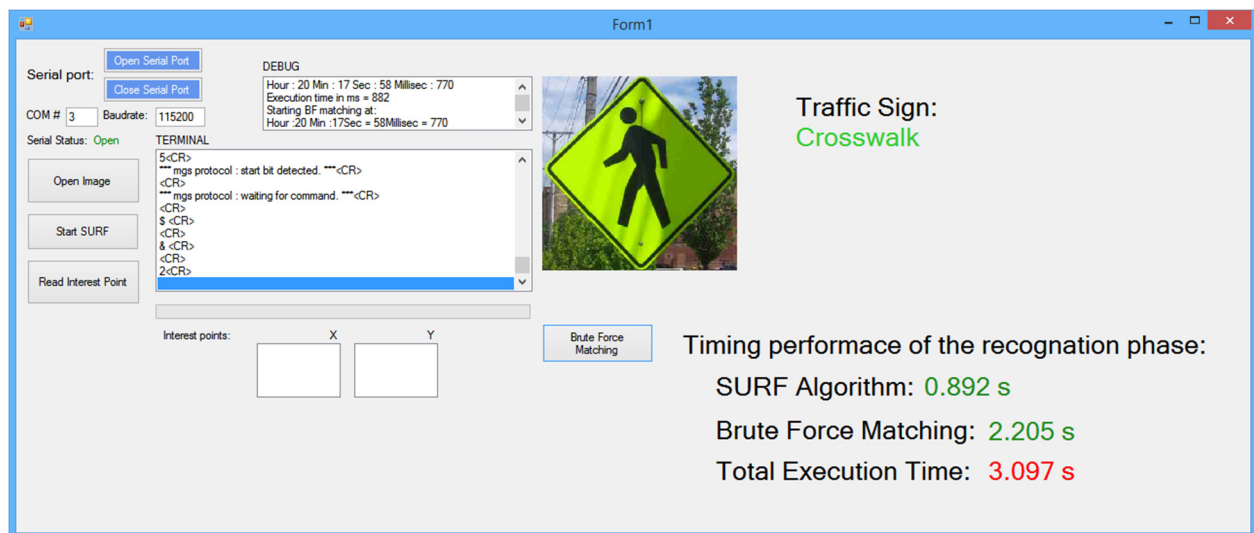 Form1
Serial port:
Open Serial Port
Close Serial Port
COM # 3 Baudrate: 115200
Serial Status: Open
Open Image
Start SURF
Read Interest Point
DEBUG
Hour : 20 Min : 17 Sec : 58 Millisec : 770
Execution time in ms = 882
Starting BF matching at:
Hour :20 Min :17Sec = 58Millisec = 770
TERMINAL
5<CR>
*** mgs protocol : start bit detected. ***<CR>
<CR>
*** mgs protocol : waiting for command. ***<CR>
<CR>
$ <CR>
<CR>
& <CR>
<CR>
2<CR>
Interest points: X Y
Brute Force
Matching
Traffic Sign:
Crosswalk
Timing performace of the recognation phase:
SURF Algorithm: 0.892 s
Brute Force Matching: 2.205 s
Total Execution Time: 3.097 s